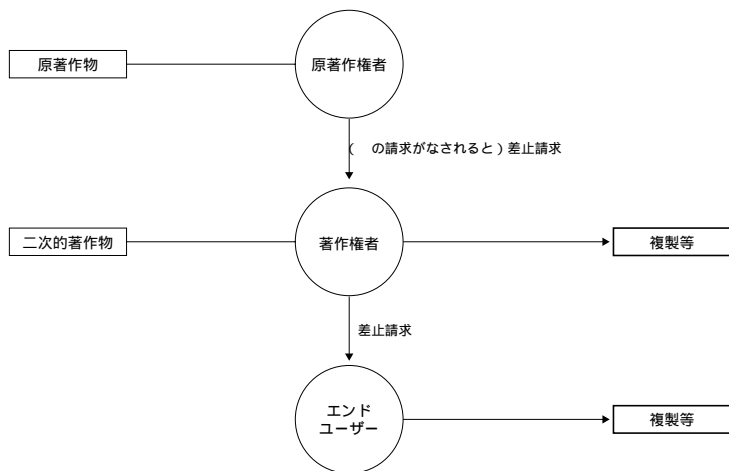 原著作物
原著作権者
(　の請求がなされると)差止請求
二次的著作物
著作権者
複製等
差止請求
エンド
ユーザー
複製等